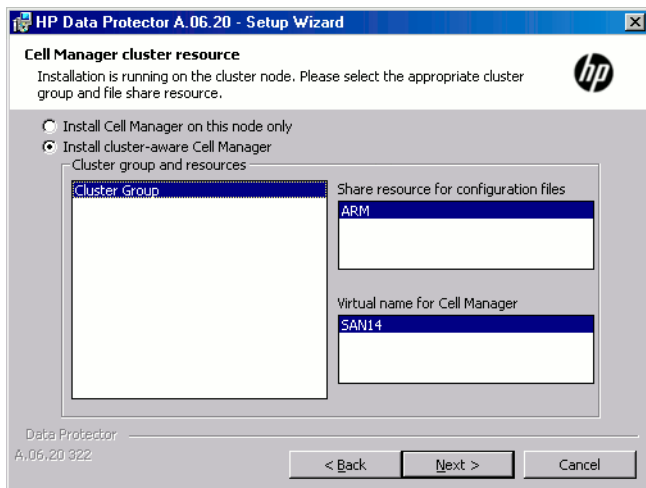 HP Data Protector A.06.20 - Setup Wizard
Cell Manager cluster resource
Installation is running on the cluster node. Please select the appropriate cluster
group and file share resource.
hp
Install Cell Manager on this node only
Install cluster-aware Cell Manager
Cluster group and resources
Cluster Group
Share resource for configuration files
ARM
Virtual name for Cell Manager
SAN14
Data Protector
A.06.20 322
< Back
Next >
Cancel